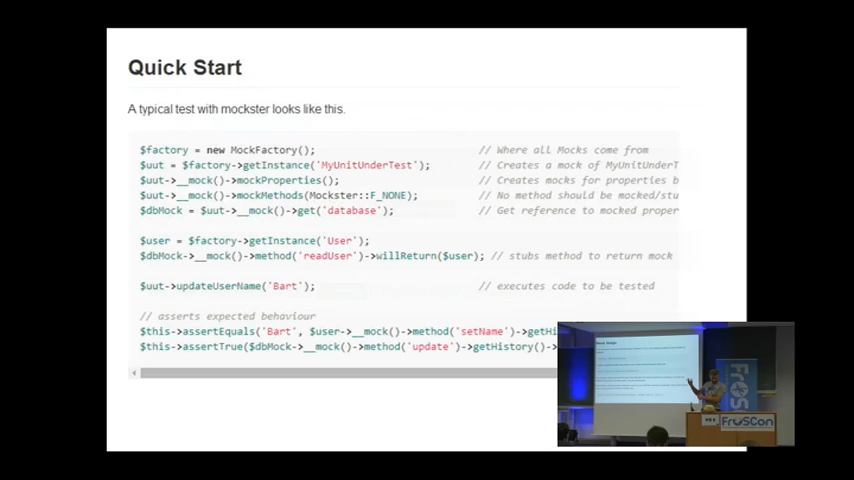 Quick Start
A typical test with mockster looks like this.
$factory = new MockFactory(); // Where all Mocks come from
$uut = $factory->getInstance('MyUnitUnderTest'); // Creates a mock of MyUnitUnderT
$uut->__mock()->mockProperties(); // Creates mocks for properties b
$uut->__mock()->mockMethods(Mockster::F_NONE); // No method should be mocked/stu
$dbMock = $uut->__mock()->get('database'); // Get reference to mocked proper
$user = $factory->getInstance('User');
$dbMock->__mock()->method('readUser')->willReturn($user); // stubs method to return mock
$uut->updateUserName('Bart'); // executes code to be tested
// asserts expected behaviour
$this->assertEquals('Bart', $user->__mock()->method('setName')->getHi
$this->assertTrue($dbMock->__mock()->method('update')->getHistory()->
FrOS
FrOSCon